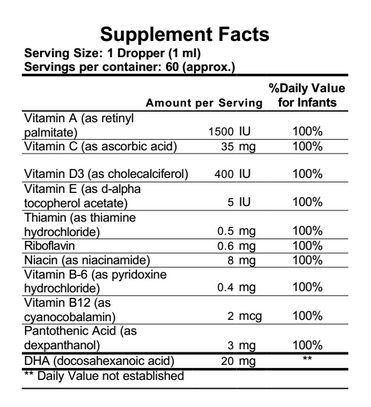 Supplement Facts
Serving Size: 1 Dropper (1 ml)
Servings per container: 60 (approx.)
%Daily Value
Amount per Serving for Infants
Vitamin A (as retinyl
palmitate) 1500 IU 100%
Vitamin C (as ascorbic acid) 35 mg 100%
Vitamin D3 (as cholecalciferol) 400 IU 100%
Vitamin E (as d-alpha
tocopherol acetate) 5 IU 100%
Thiamin (as thiamine
hydrochloride) 0.5 mg 100%
Riboflavin 0.6 mg 100%
Niacin (as niacinamide) 8 mg 100%
Vitamin B-6 (as pyridoxine
hydrochloride) 0.4 mg 100%
Vitamin B12 (as
cyanocobalamin) 2 mcg 100%
Pantothenic Acid (as
dexpanthanol) 3 mg 100%
DHA (docosahexanoic acid) 20 mg **
** Daily Value not established